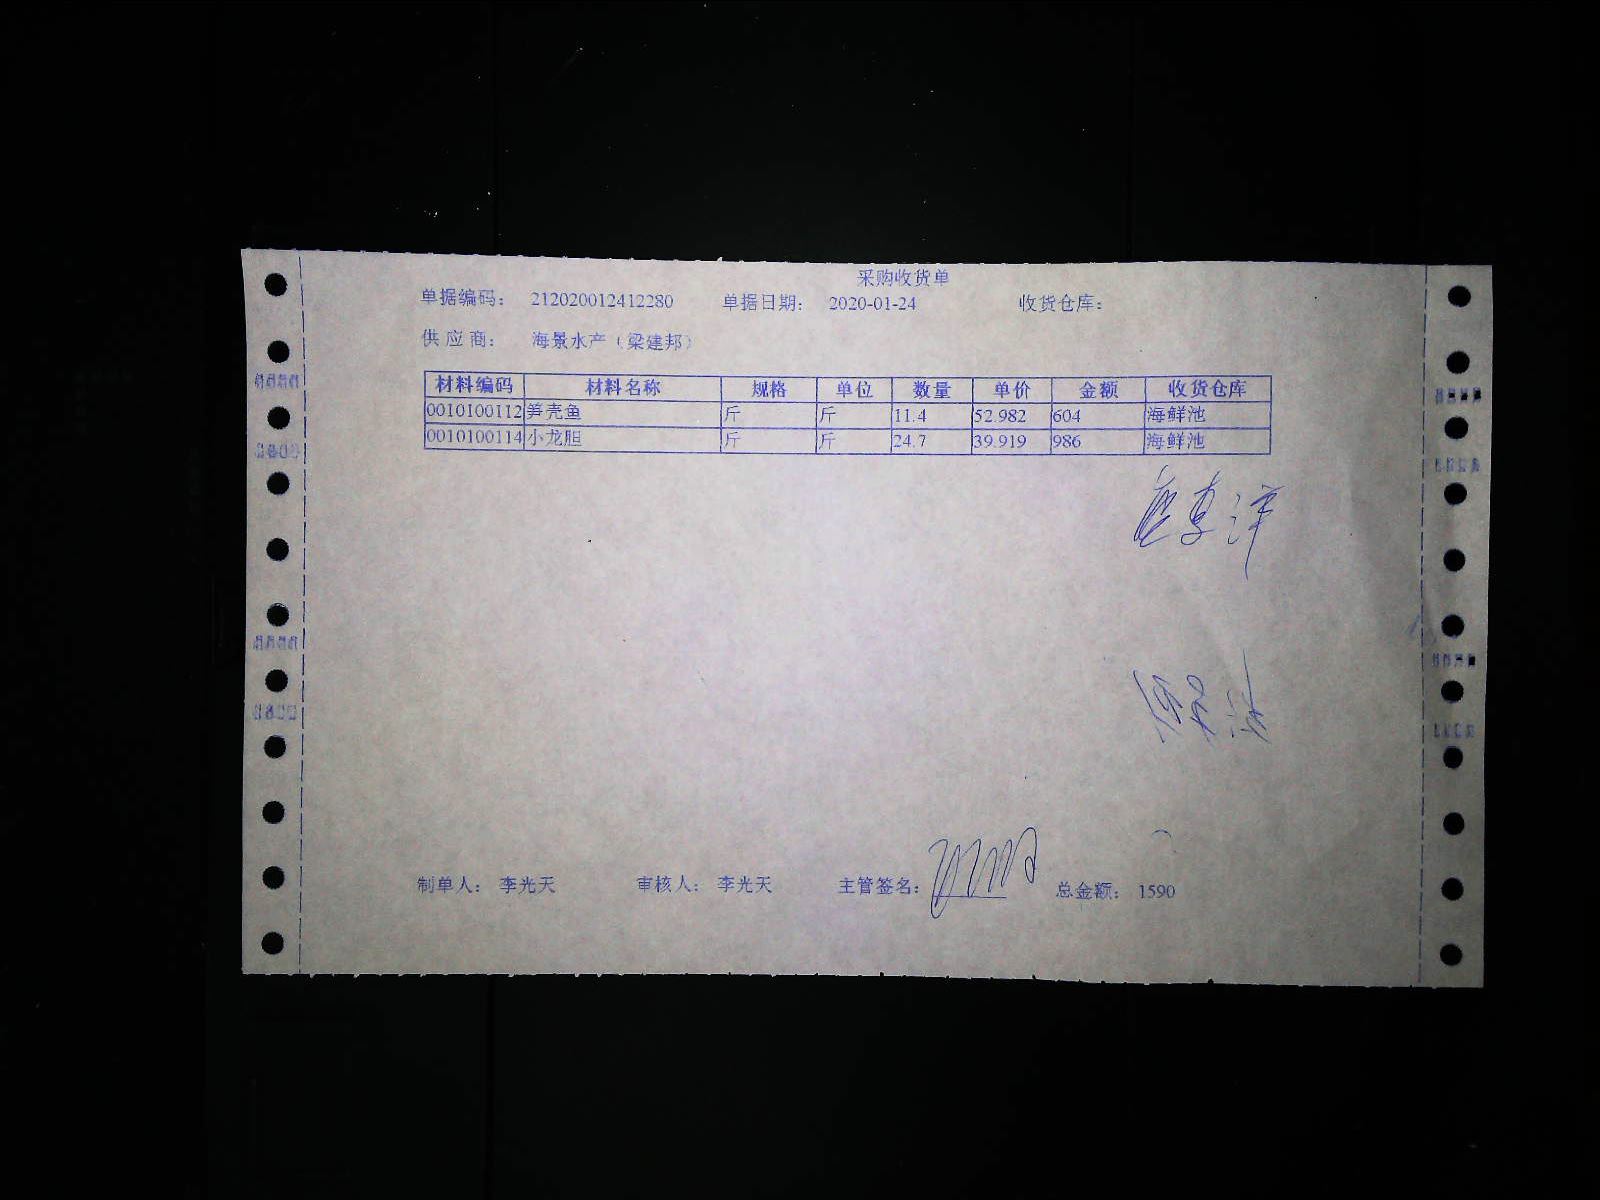 采购收货单
单据编码： 212020012412280 单据日期： 2020-01-24 收货仓库：
供应商： 海景水产（梁建邦）
材料编码 材料名称 规格 单位 数量 单价 金额 收货仓库
0010100112 笋壳鱼 斤 斤 11.4 52.982 604 海鲜池
0010100114 小龙胆 斤 斤 24.7 39.919 986 海鲜池
制单人： 李光天 审核人： 李光天 主管签名： 总金额： 1590